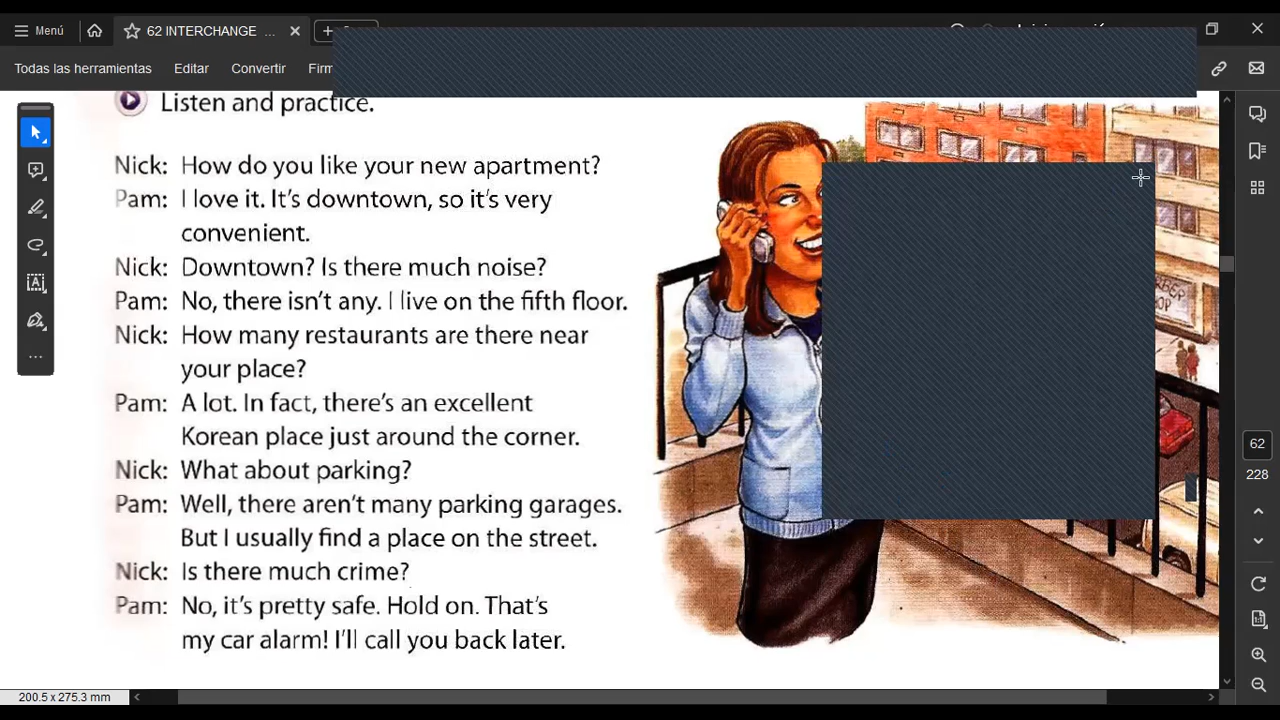 Menú
62 INTERCHANGE ...
Todas las herramientas
Editar
Convertir
Firm
Listen and practice.
Nick: How do you like your new apartment?
Pam: I love it. It's downtown, so it's very
convenient.
Nick: Downtown? Is there much noise?
Pam: No, there isn't any. I live on the fifth floor.
Nick: How many restaurants are there near
your place?
Pam: A lot. In fact, there's an excellent
Korean place just around the corner.
Nick: What about parking?
Pam: Well, there aren't many parking garages.
But I usually find a place on the street.
Nick: Is there much crime?
Pam: No, it's pretty safe. Hold on. That's
my car alarm! I'll call you back later.
62
228
200.5 x 275.3 mm